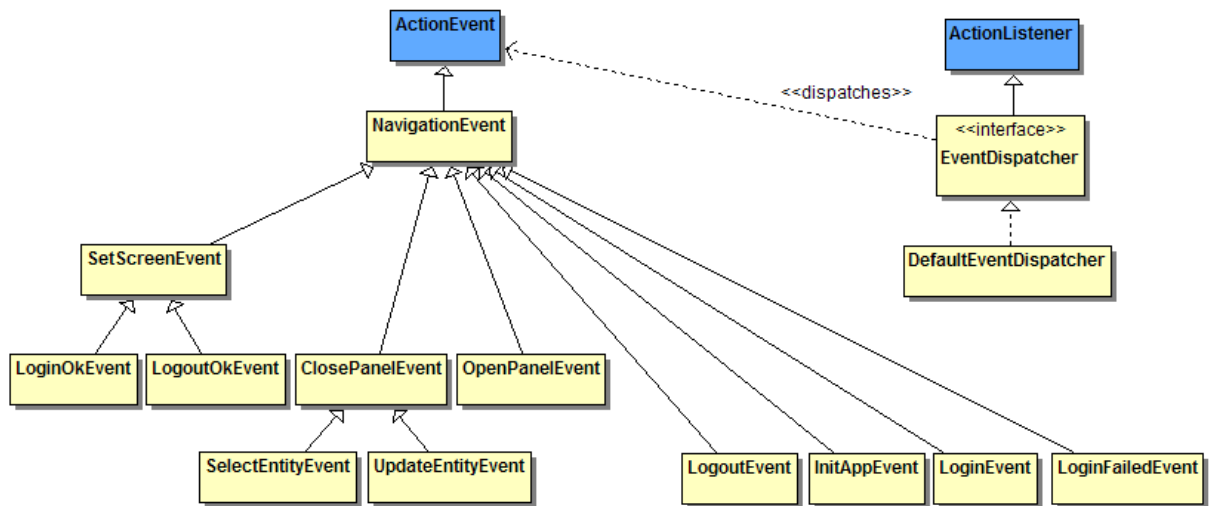 ActionEvent
ActionListener
<<dispatches>>
NavigationEvent
<<interface>>
EventDispatcher
SetScreenEvent
DefaultEventDispatcher
LoginOkEvent
LogoutOkEvent
ClosePanelEvent
OpenPanelEvent
SelectEntityEvent
UpdateEntityEvent
LogoutEvent
InitAppEvent
LoginEvent
LoginFailedEvent